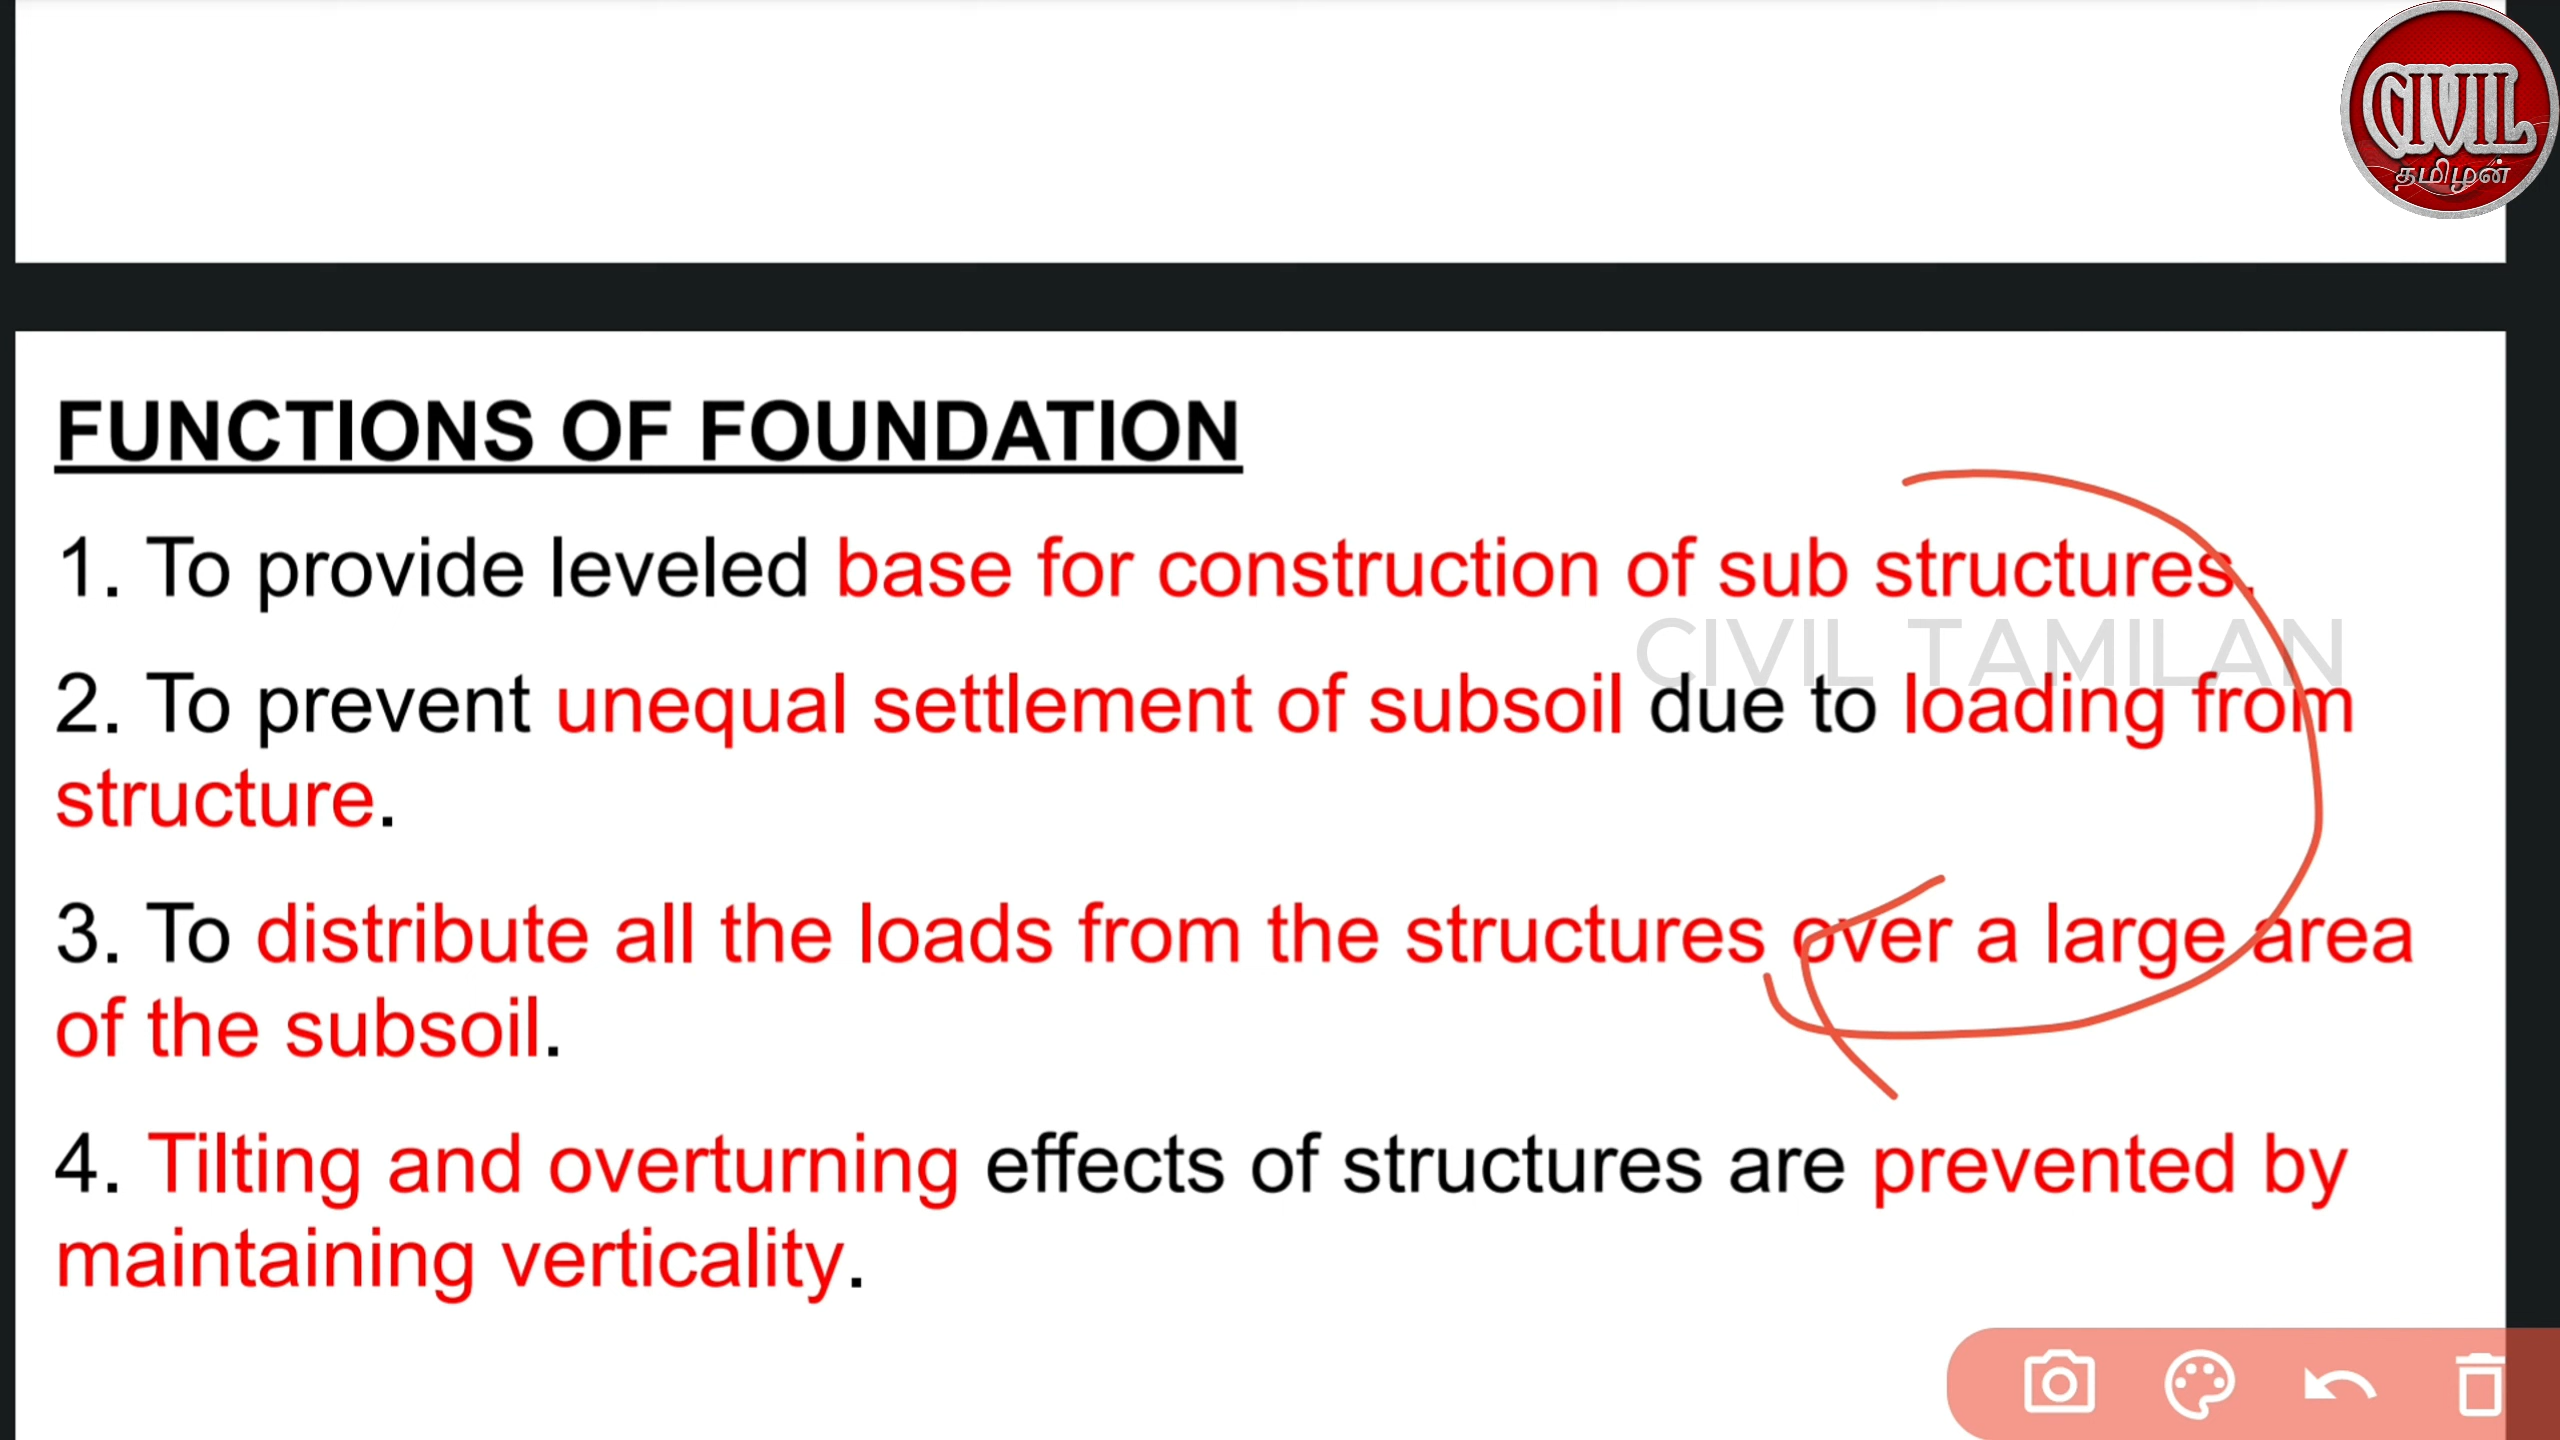 CIVIL
தமிழன்
FUNCTIONS OF FOUNDATION
1. To provide leveled base for construction of sub structures.
CIVIL TAMILAN
2. To prevent unequal settlement of subsoil due to loading from
structure.
3. To distribute all the loads from the structures over a large area
of the subsoil.
4. Tilting and overturning effects of structures are prevented by
maintaining verticality.